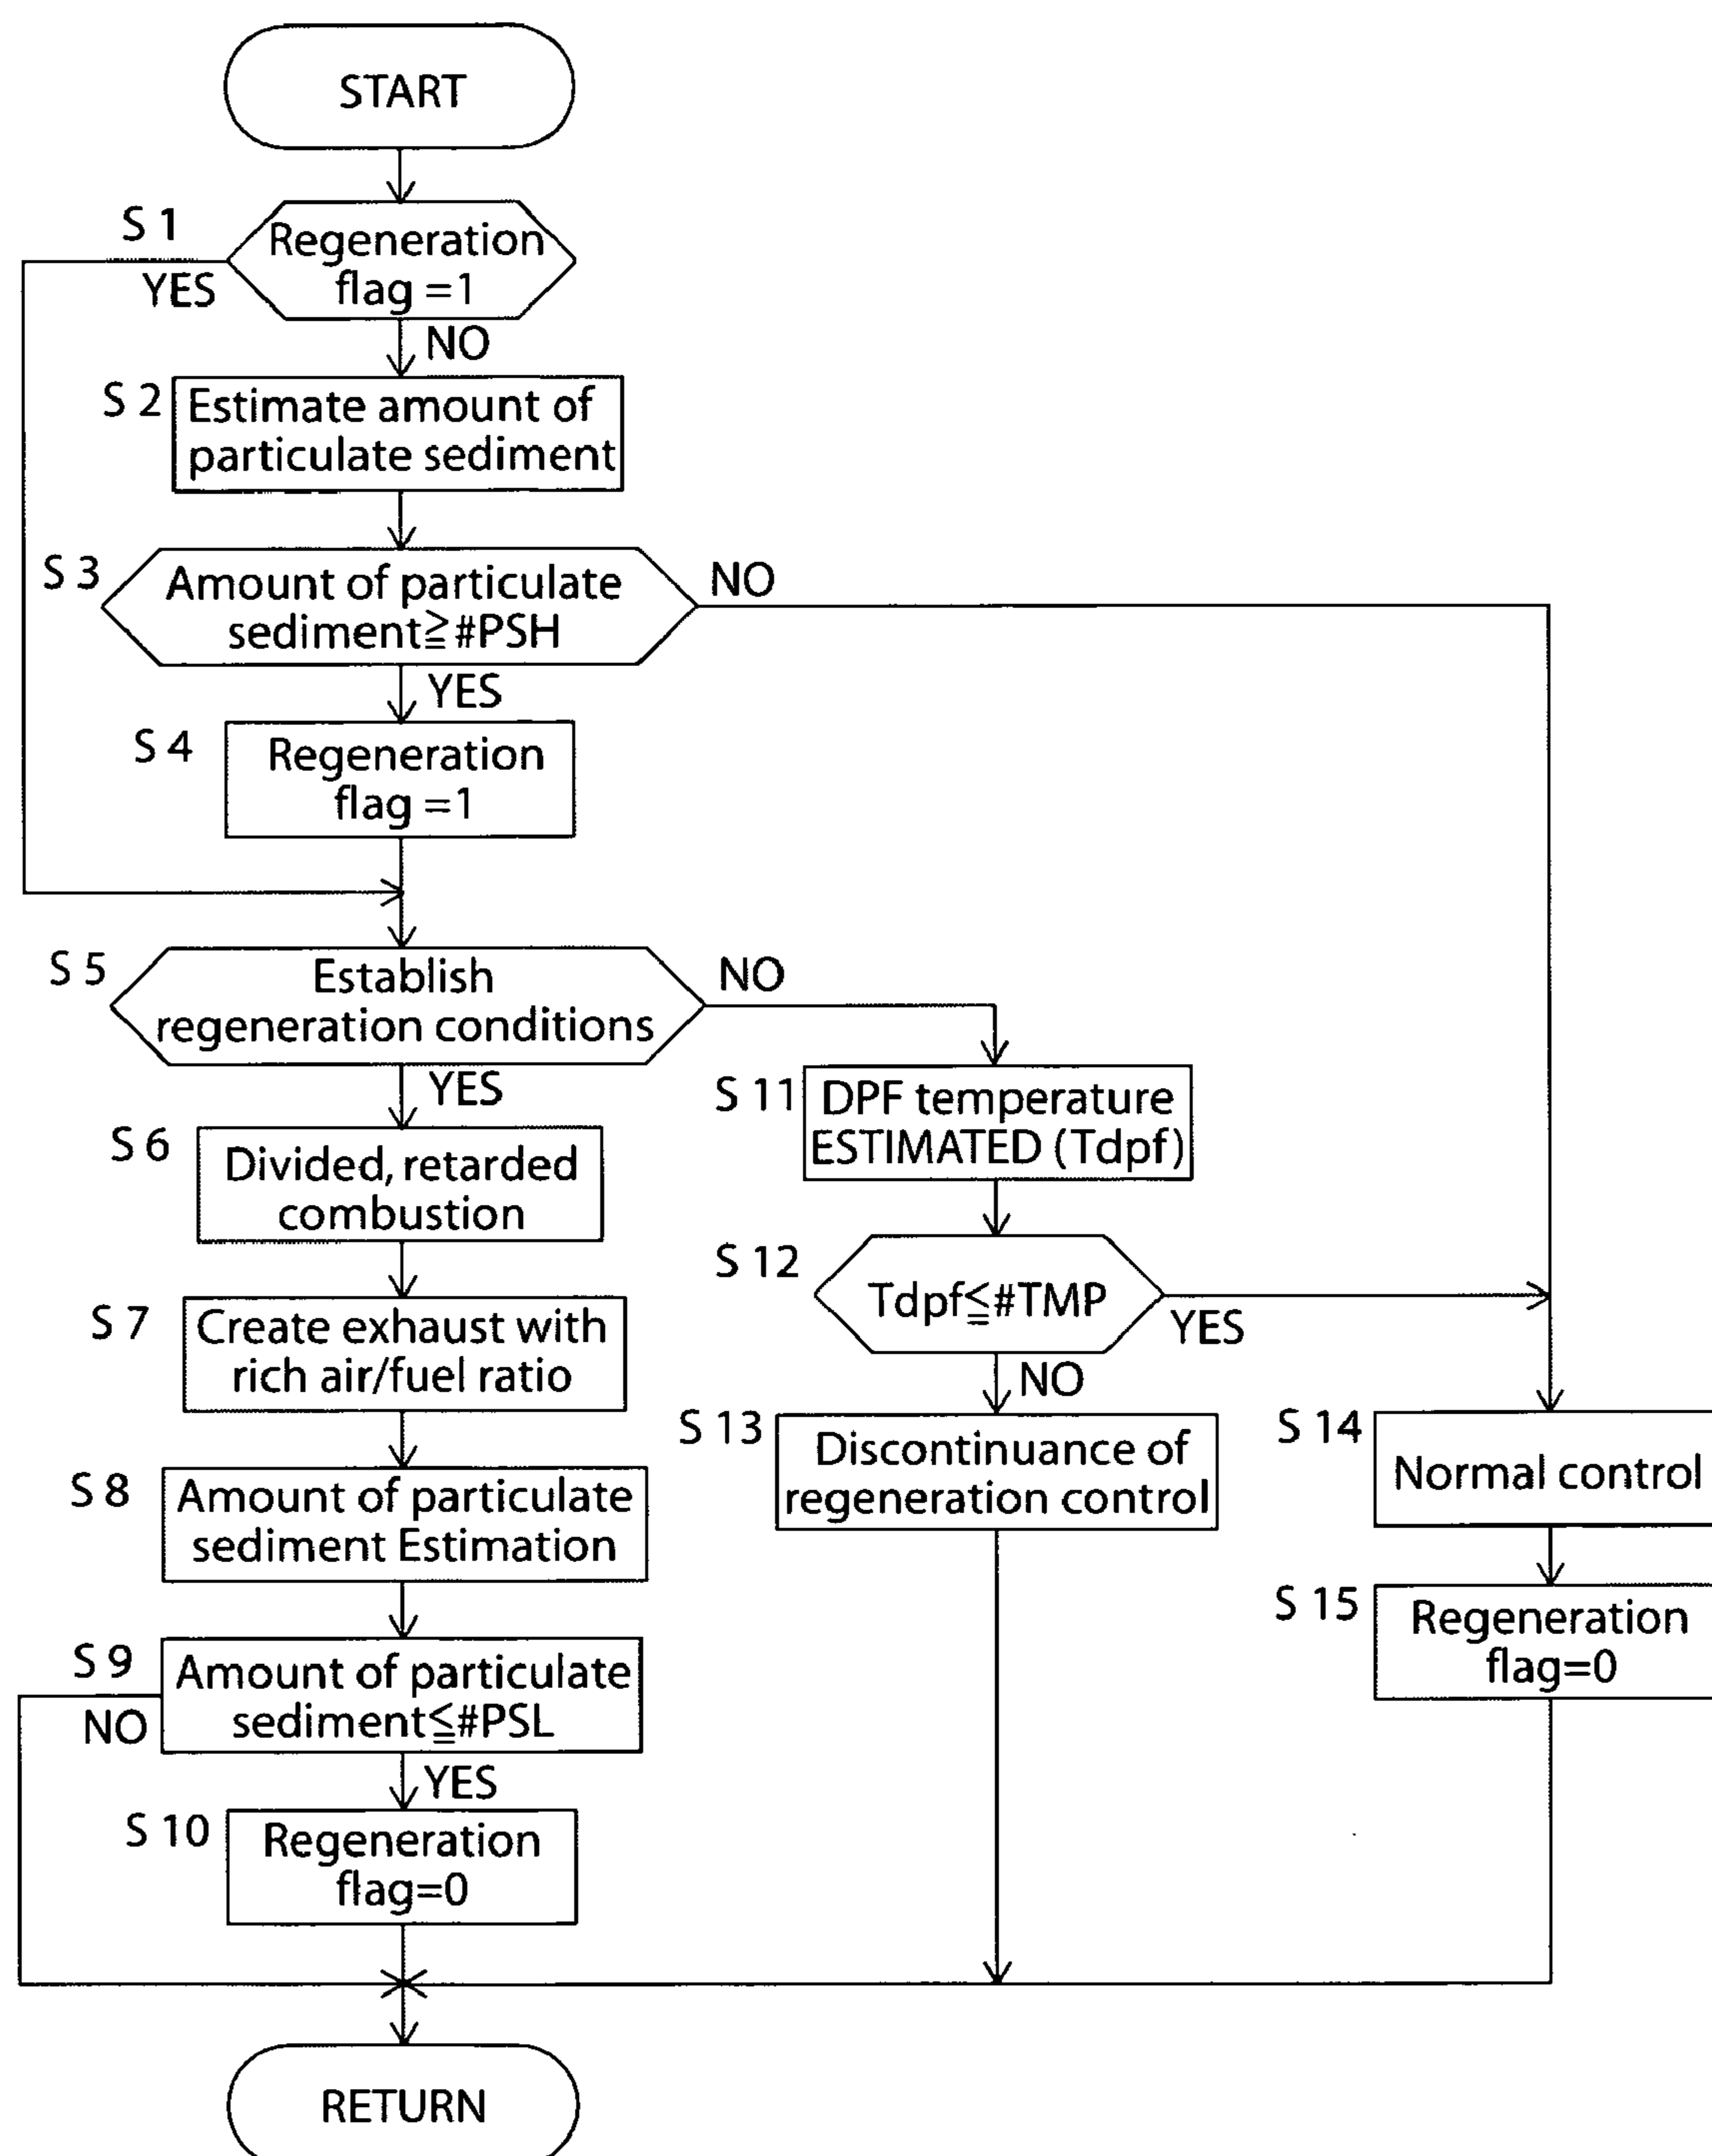 START
S 1
YES
Regeneration
flag =1
NO
S 2
Estimate amount of
particulate sediment
S 3
Amount of particulate
sediment≧#PSH
NO
YES
S 4
Regeneration
flag =1
S 5
Establish
regeneration conditions
NO
YES
S 6
Divided, retarded
combustion
S 7
Create exhaust with
rich air/fuel ratio
S 8
Amount of particulate
sediment Estimation
S 9
NO
Amount of particulate
sediment≦#PSL
YES
S 10
Regeneration
flag=0
S 11
DPF temperature
ESTIMATED (Tdpf)
S 12
Tdpf≦#TMP
YES
NO
S 13
Discontinuance of
regeneration control
S 14
Normal control
S 15
Regeneration
flag=0
RETURN